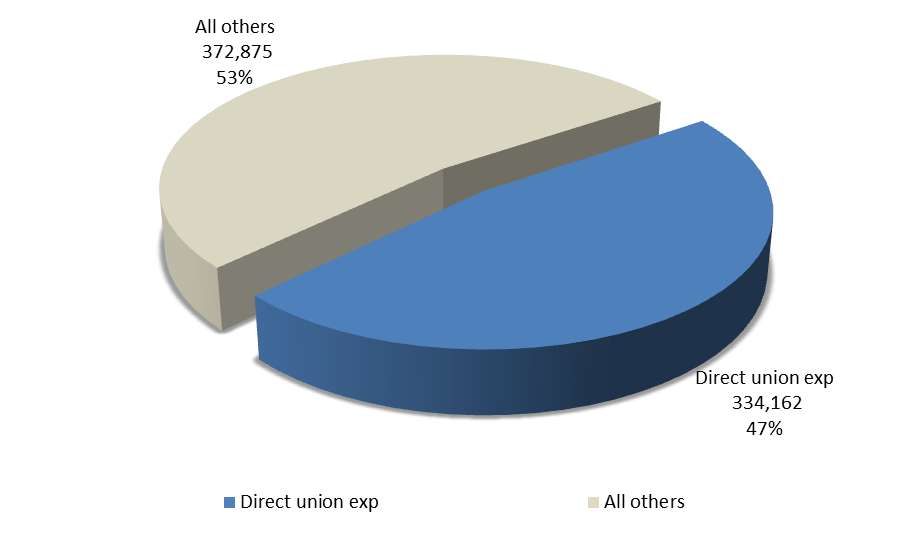 All others
372,875
53%
Direct union exp
334,162
47%
Direct union exp
All others